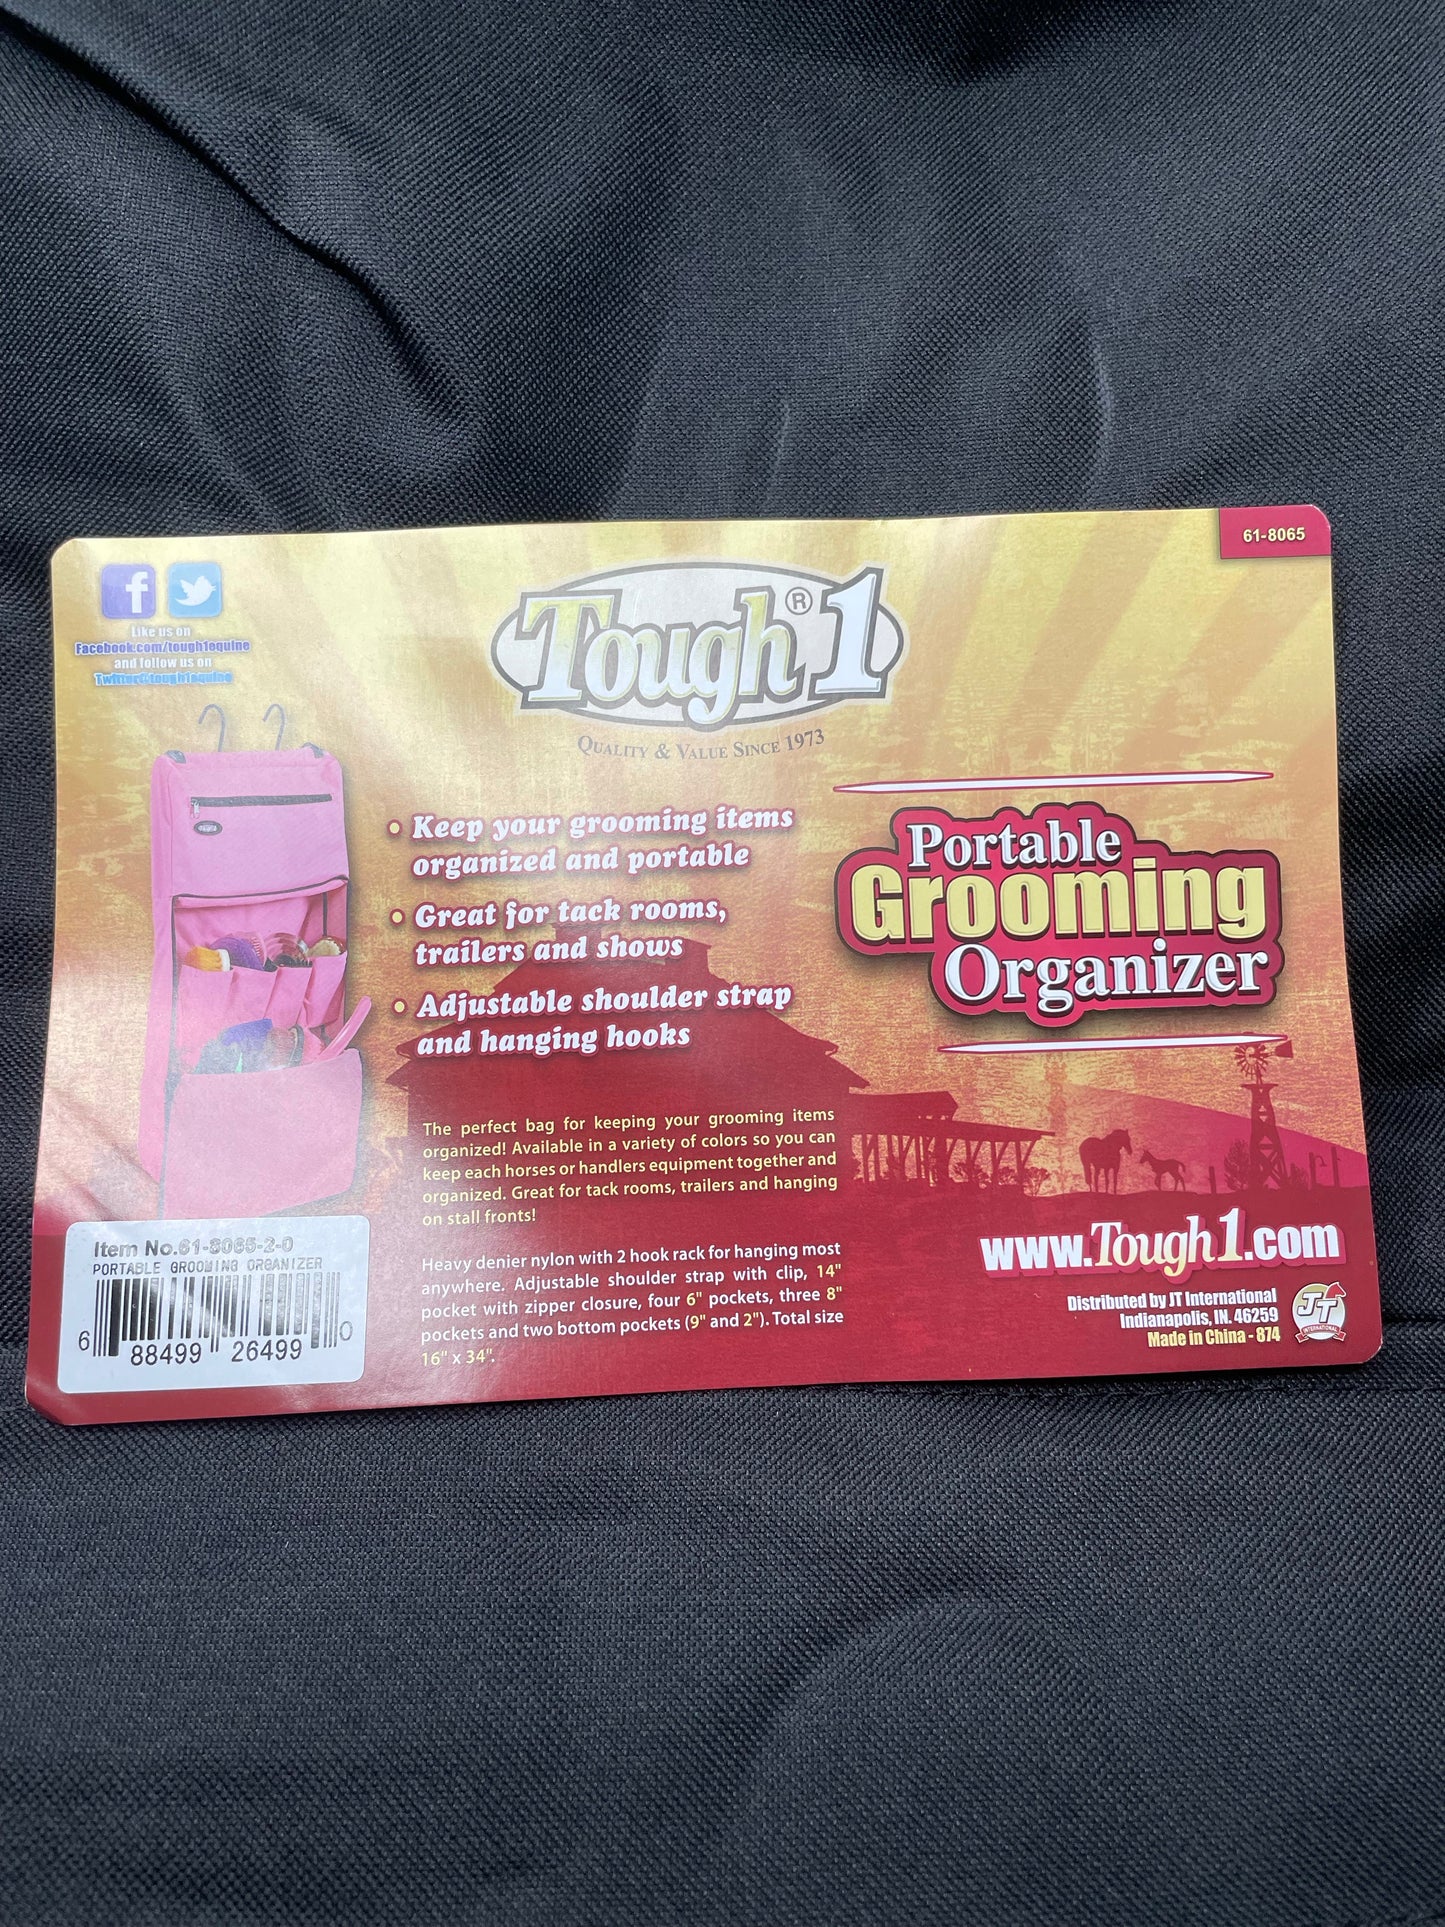 61-8065
f
Like us on
Facebook.com/tough1equine
and follow us on
Twitter@tough1equine
Tough®1
QUALITY & VALUE SINCE 1973
• Keep your grooming items
organized and portable
• Great for tack rooms,
trailers and shows
• Adjustable shoulder strap
and hanging hooks
Portable
Grooming
Organizer
The perfect bag for keeping your grooming items
organized! Available in a variety of colors so you can
keep each horses or handlers equipment together and
organized. Great for tack rooms, trailers and hanging
on stall fronts!
Heavy denier nylon with 2 hook rack for hanging most
anywhere. Adjustable shoulder strap with clip, 14"
pocket with zipper closure, four 6" pockets, three 8"
pockets and two bottom pockets (9" and 2"). Total size
16" x 34".
Item No.61-8065-2-0
PORTABLE GROOMING ORGANIZER
6 88499 26499 0
www.Tough1.com
Distributed by JT International
Indianapolis, IN. 46259
Made in China - 874
JT
INTERNATIONAL